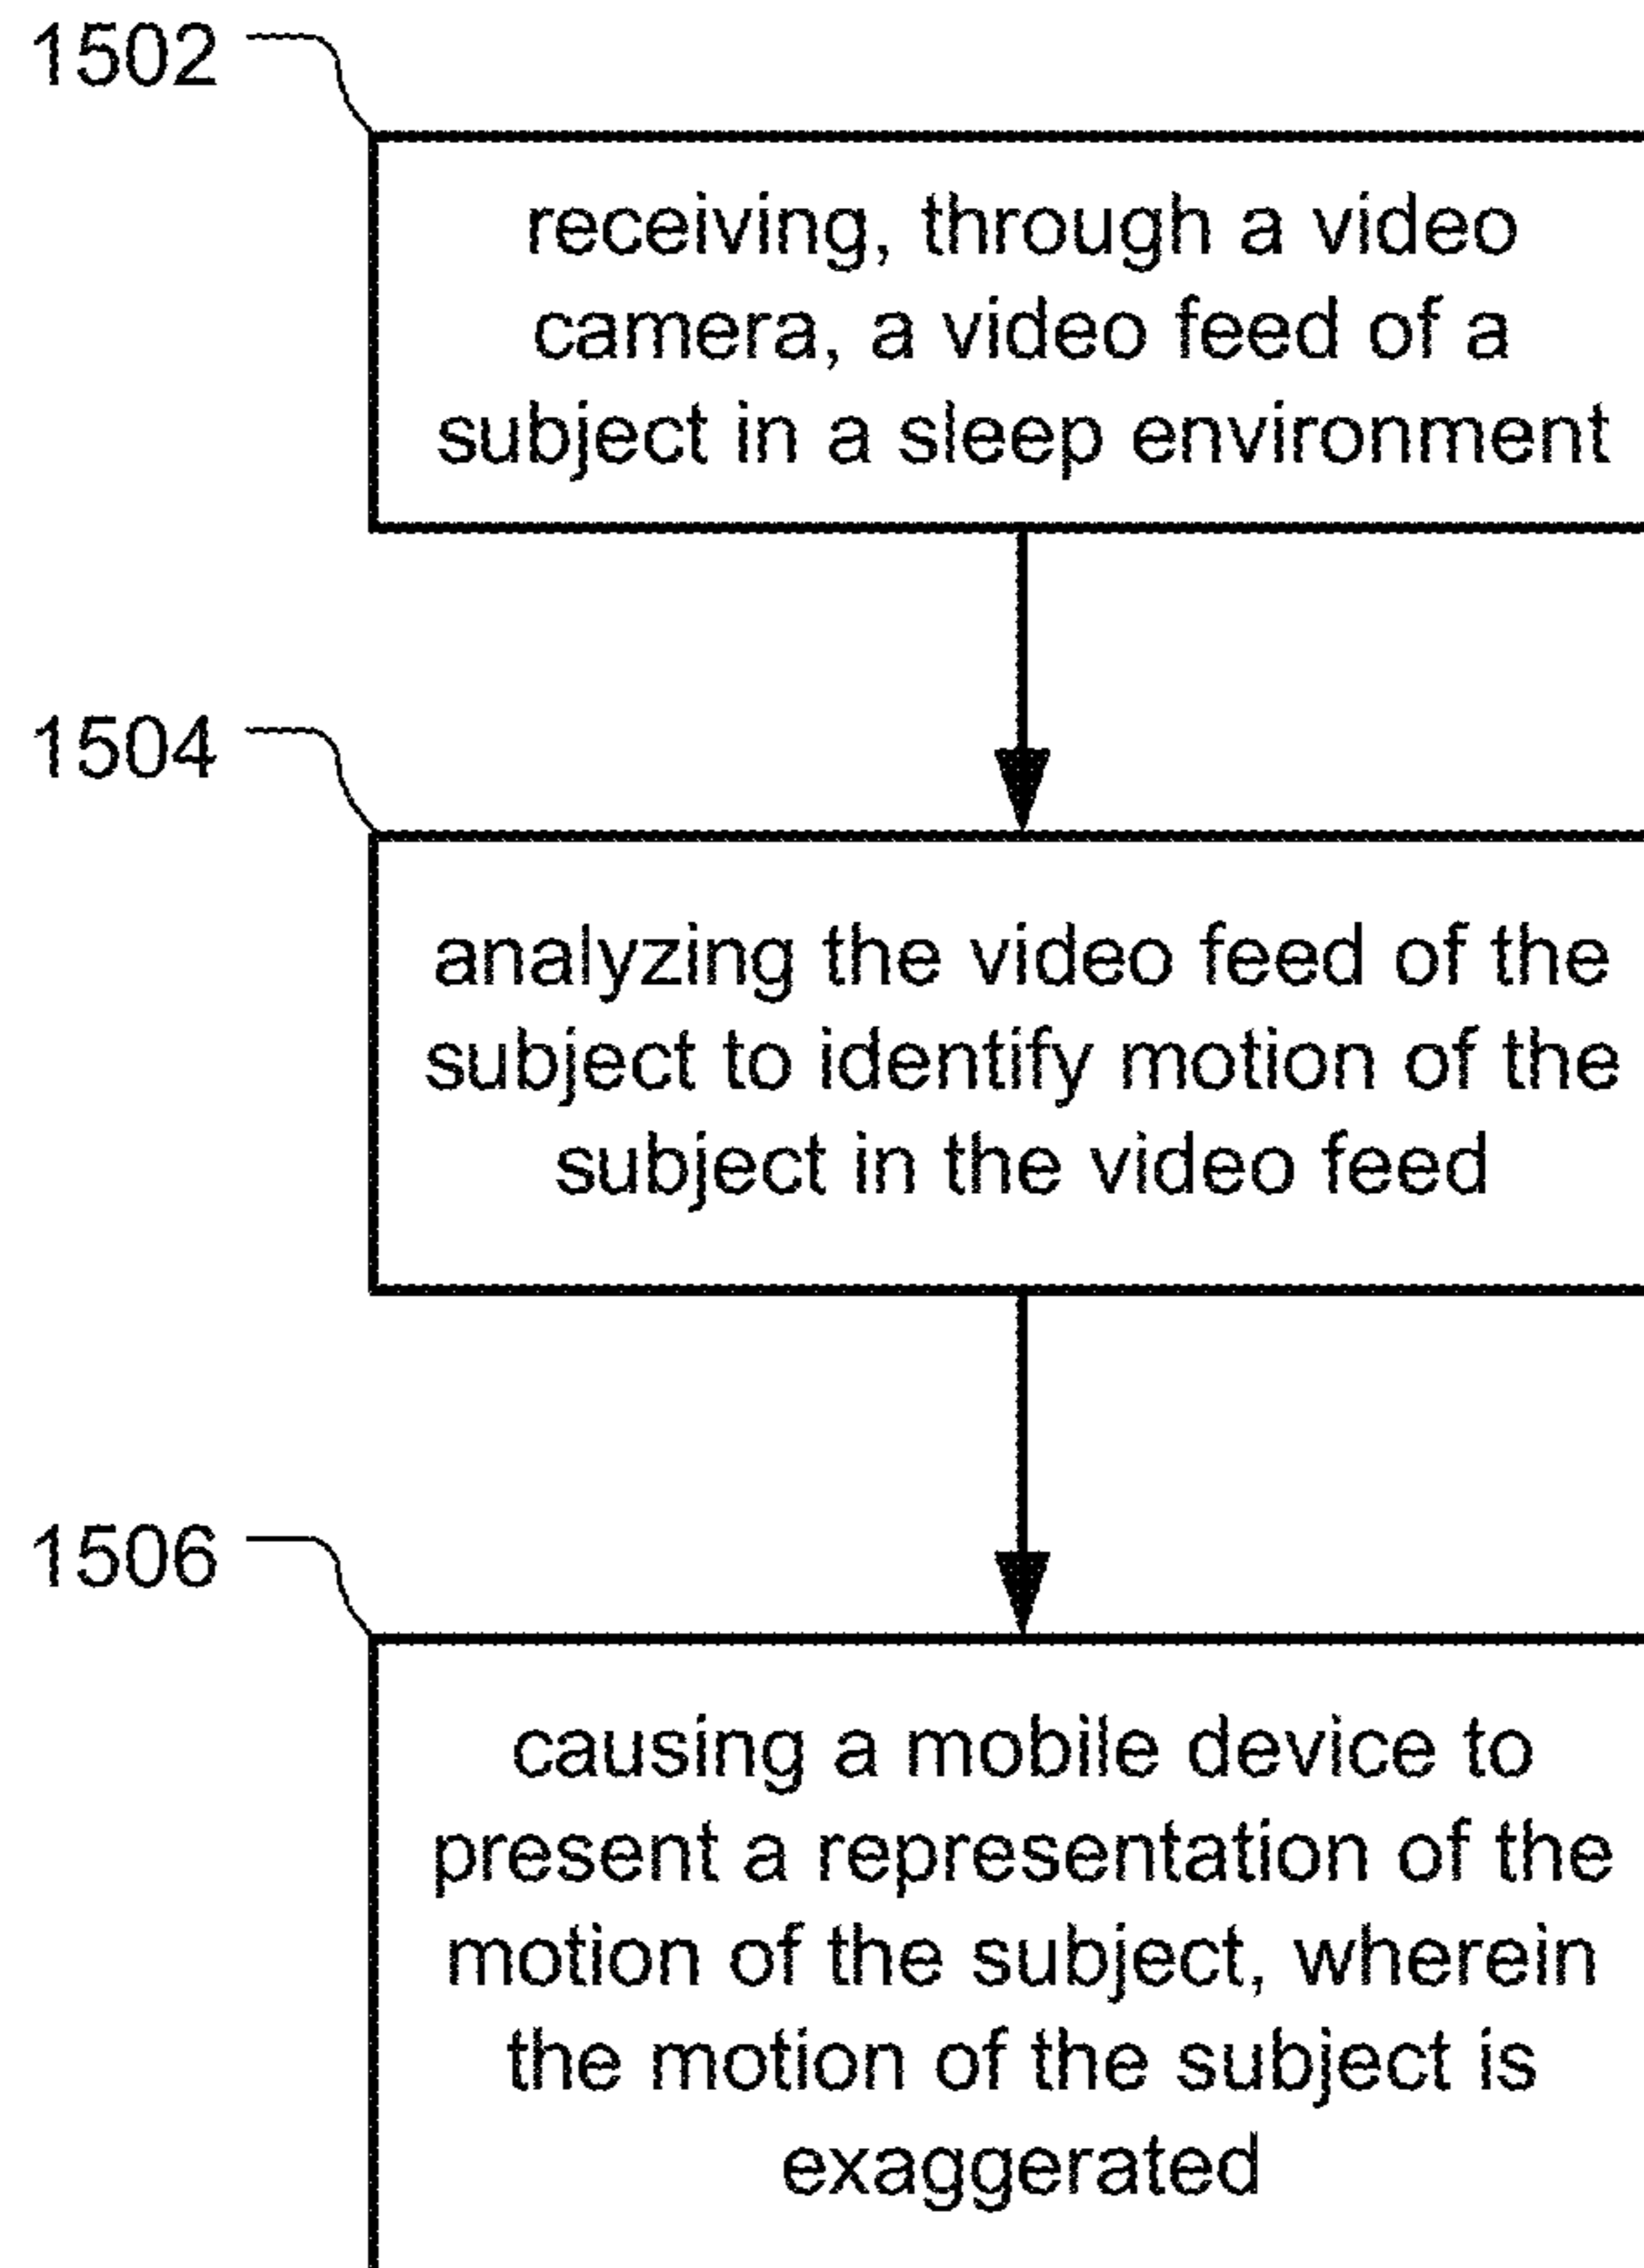 1502
receiving, through a video
camera, a video feed of a
subject in a sleep environment
1504
analyzing the video feed of the
subject to identify motion of the
subject in the video feed
1506
causing a mobile device to
present a representation of the
motion of the subject, wherein
the motion of the subject is
exaggerated